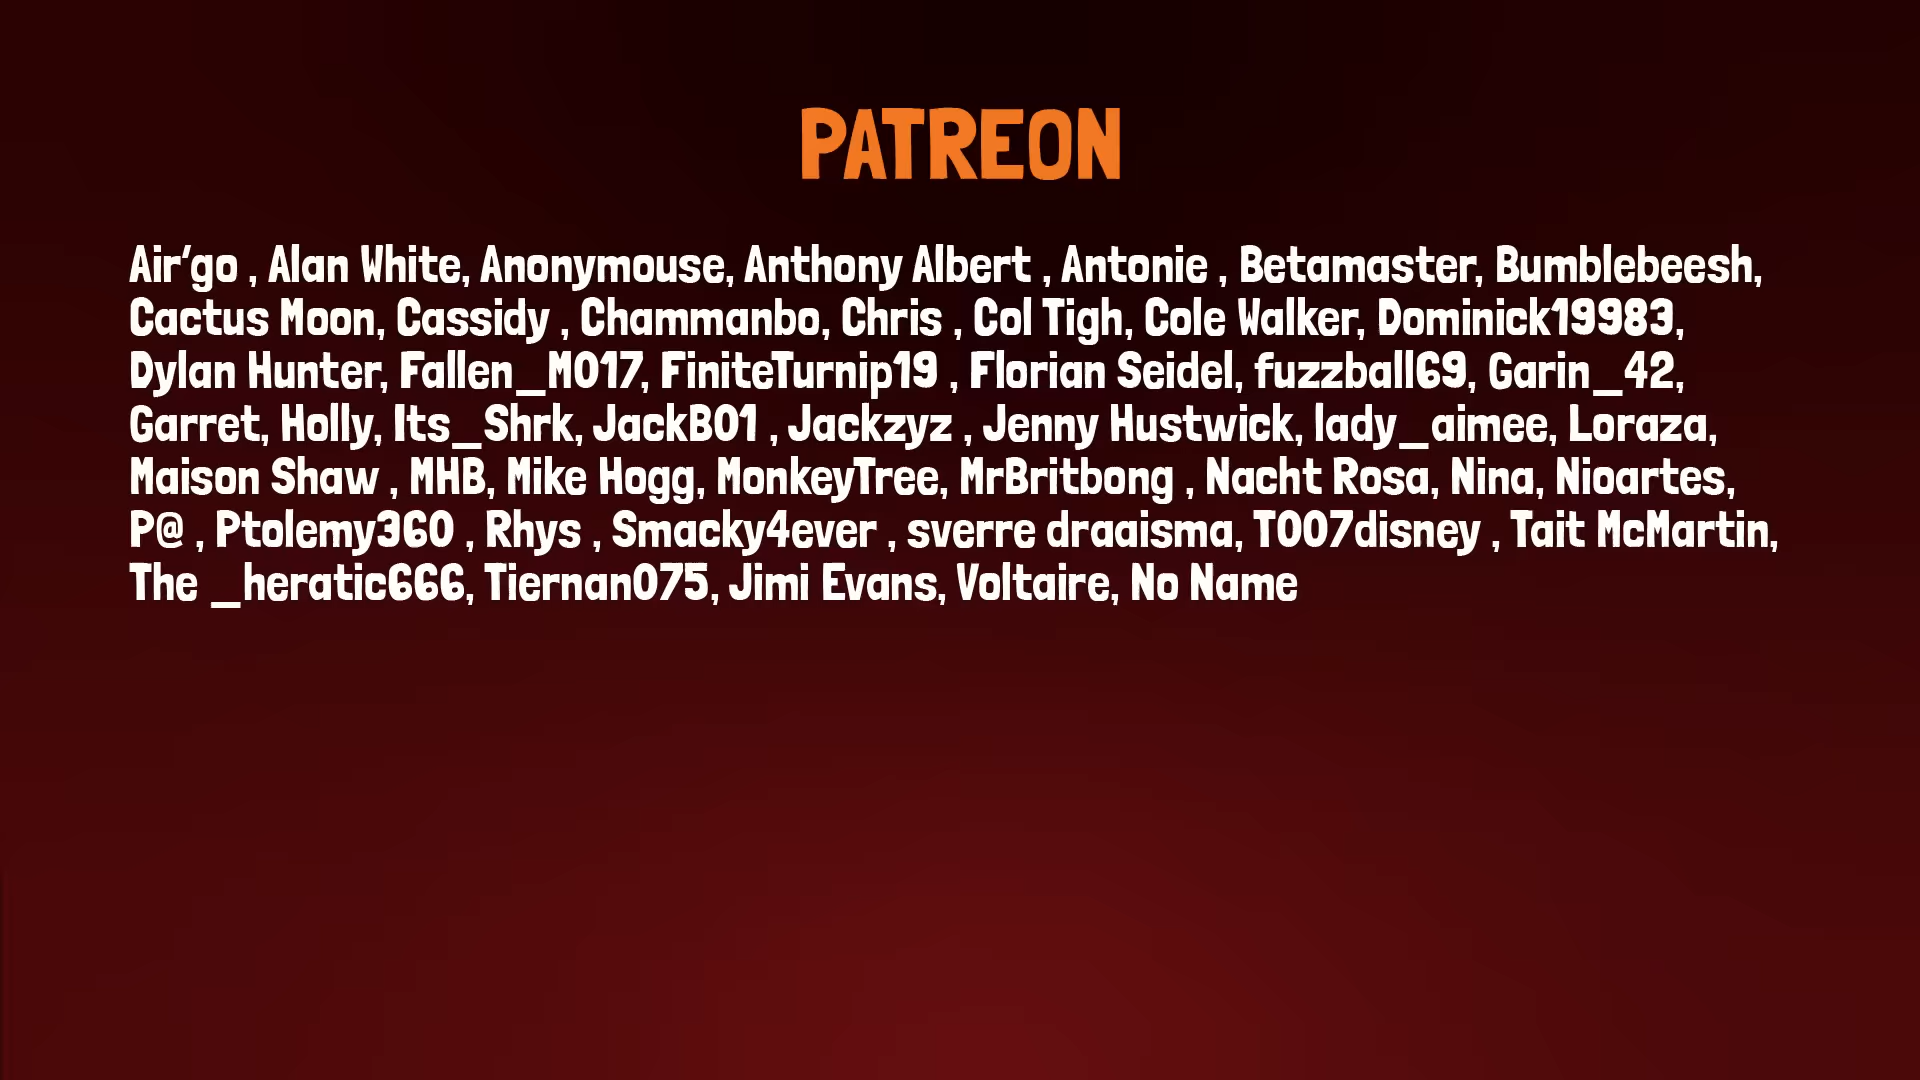 PATREON
Air'go , Alan White, Anonymouse, Anthony Albert , Antonie , Betamaster, Bumblebeesh,
Cactus Moon, Cassidy , Chammanbo, Chris , Col Tigh, Cole Walker, Dominick19983,
Dylan Hunter, Fallen_M017, FiniteTurnip19 , Florian Seidel, fuzzball69, Garin_42,
Garret, Holly, Its_Shrk, JackB01 , Jackzyz , Jenny Hustwick, lady_aimee, Loraza,
Maison Shaw , MHB, Mike Hogg, MonkeyTree, MrBritbong , Nacht Rosa, Nina, Nioartes,
P@ , Ptolemy360 , Rhys , Smacky4ever , sverre draaisma, T007disney , Tait McMartin,
The _heratic666, Tiernan075, Jimi Evans, Voltaire, No Name